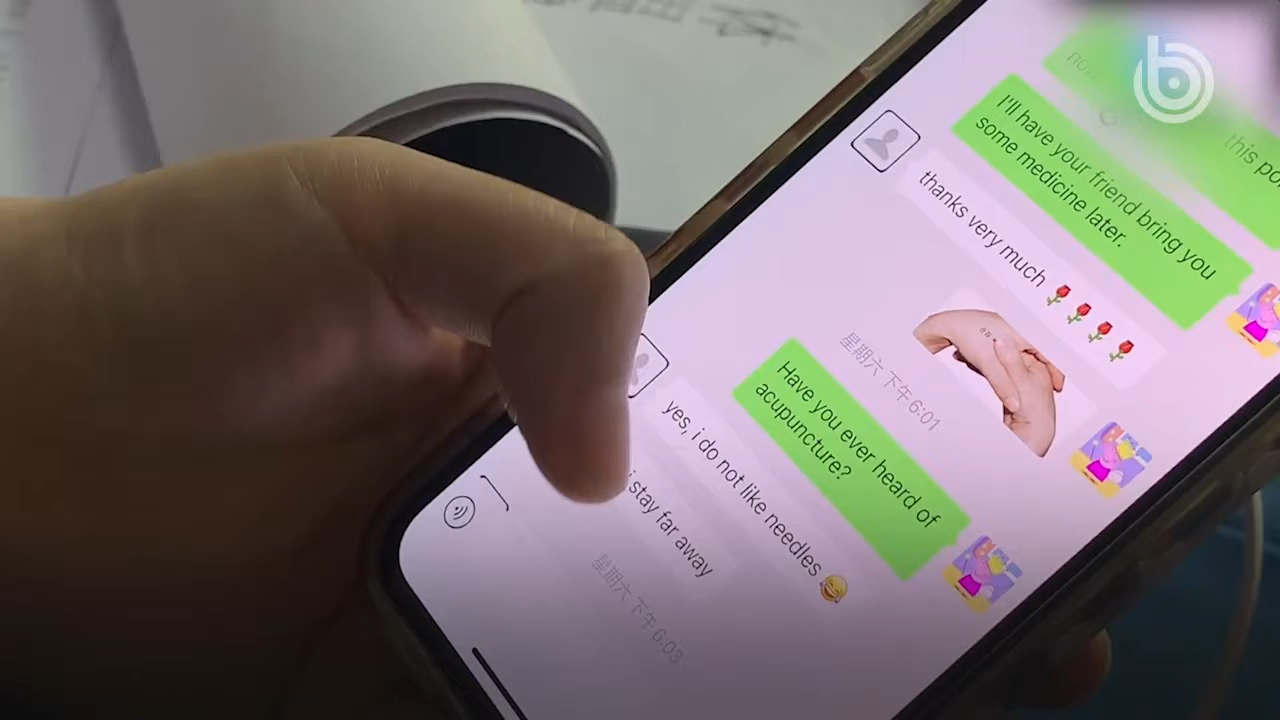 this
I'll have your friend bring you
some medicine later.
thanks very much 🌹🌹🌹🌹
星期六 下午 6:01
Have you ever heard of
acupuncture?
yes, i do not like needles 😂
i stay far away
星期六 下午 6:03